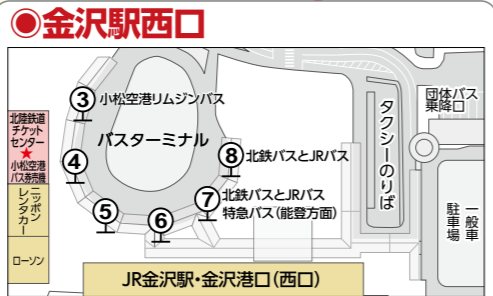 ◉金沢駅西口
③
小松空港リムジンバス
バスターミナル
④
⑤
⑥
⑦
北鉄バスとJRバス
特急バス(能登方面)
⑧
北鉄バスとJRバス
タクシーのりば
団体バス
乗降口
一般車
駐車場
北陸鉄道
チケット
センター
★
小松空港
バス券売機
ニッポン
レンタカー
ローソン
JR金沢駅・金沢港口(西口)